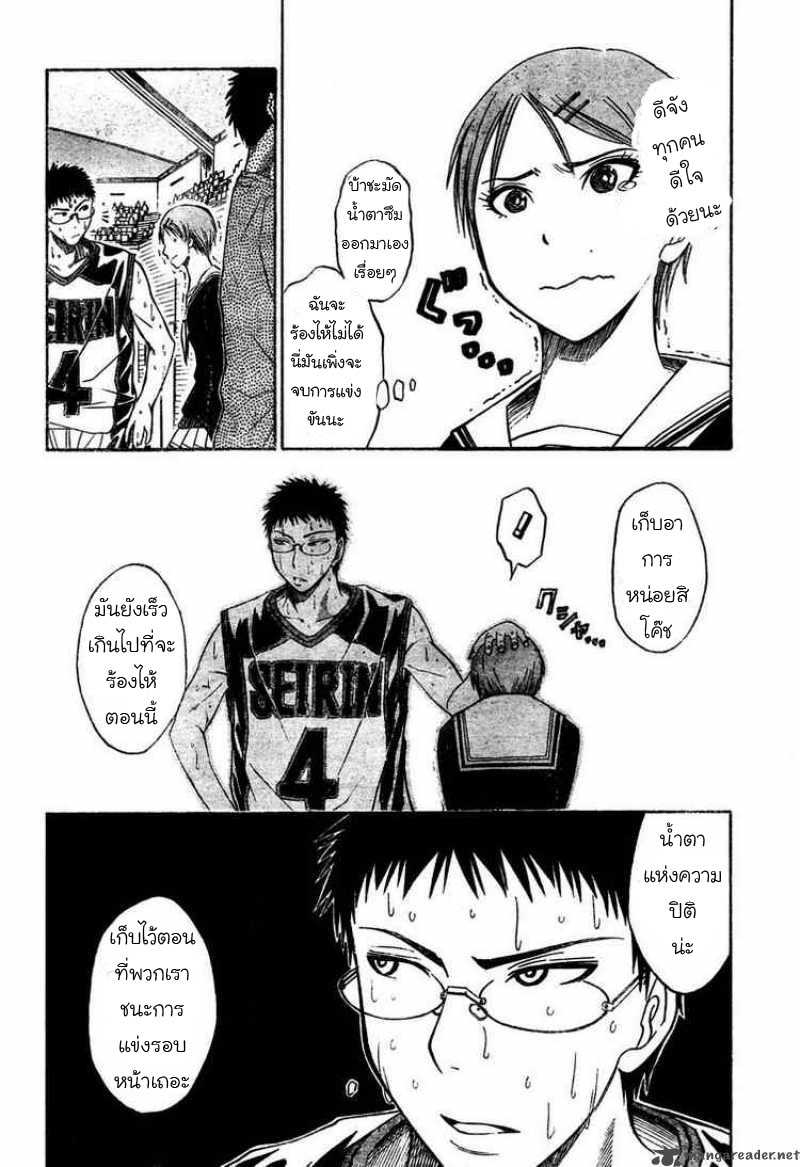 ดีจัง
ทุกคน
ดีใจ
ด้วยนะ
บ้าชะมัด
น้ำตาซึม
ออกมาเอง
เรื่อยๆ
ฉันจะ
ร้องไห้ไม่ได้
นี่มันเพิ่งจะ
จบการแข่ง
ขันนะ
ぐっ…
SEIRIN
4
เก็บอา
การ
หน่อยสิ
โค๊ช
!
クシャ…
SEIRIN
4
มันยังเร็ว
เกินไปที่จะ
ร้องไห้
ตอนนี้
น้ำตา
แห่งความ
ปิติ
น่ะ
เก็บไว้ตอน
ที่พวกเรา
ชนะการ
แข่งรอบ
หน้าเถอะ
mangareader.net